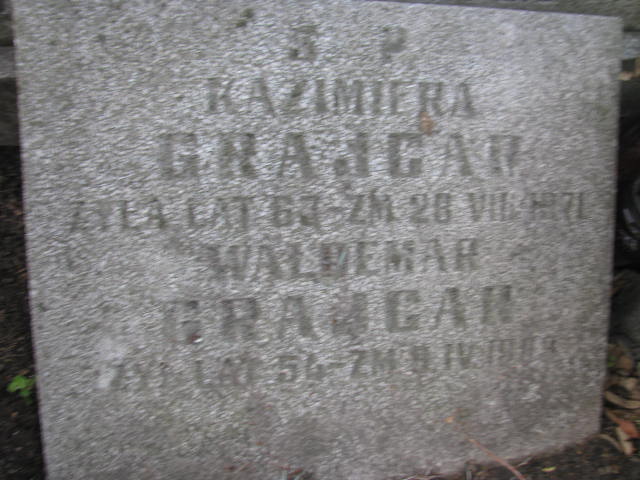 Ś P
KAZIMIERA
GRAJCAR
ŻYŁA LAT 63-ZM 28 VII 1971
WALDEMAR
GRAJCAR
ŻYŁ LAT 54-ZM 9 IV